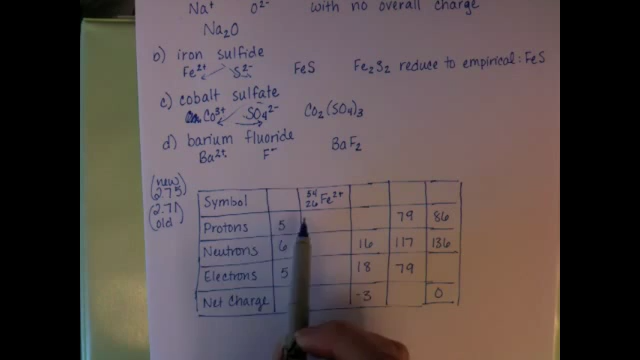 Na⁺ O²⁻ with no overall charge
Na₂O
b) iron sulfide
Fe²⁺ S²⁻ FeS Fe₂S₂ reduce to empirical: FeS
c) cobalt sulfate
Co³⁺ SO₄²⁻ Co₂(SO₄)₃
d) barium fluoride
Ba²⁺ F⁻ BaF₂
(new)
2.75
(2.71
old)
Symbol ⁵⁴₂₆Fe²⁺
Protons 5 79 86
Neutrons 6 16 117 136
Electrons 5 18 79
Net Charge -3 0